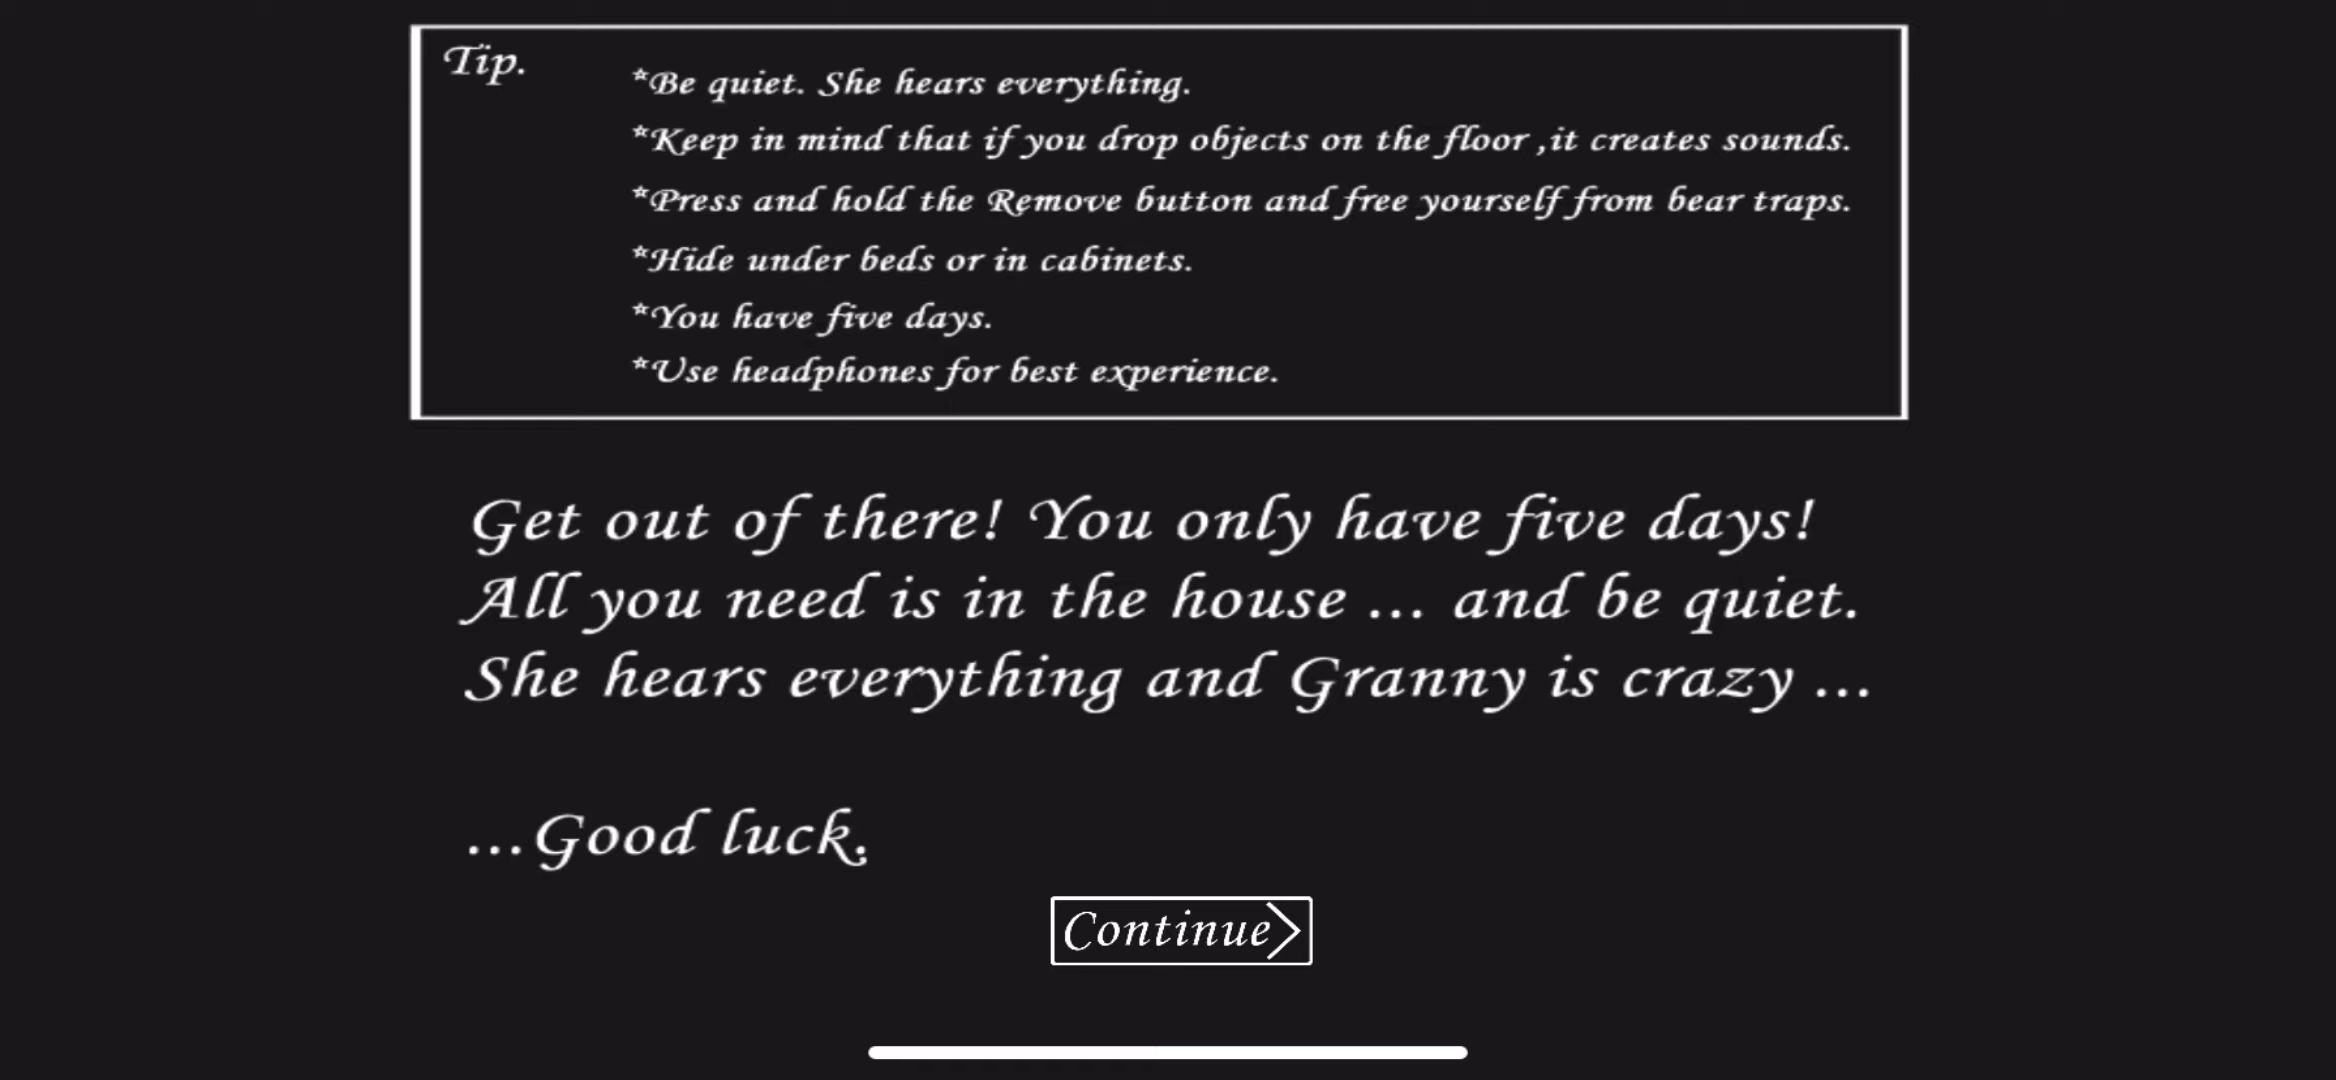 Tip.
*Be quiet. She hears everything.
*Keep in mind that if you drop objects on the floor ,it creates sounds.
*Press and hold the Remove button and free yourself from bear traps.
*Hide under beds or in cabinets.
*You have five days.
*Use headphones for best experience.
Get out of there! You only have five days!
All you need is in the house ... and be quiet.
She hears everything and Granny is crazy ...
...Good luck.
Continue>